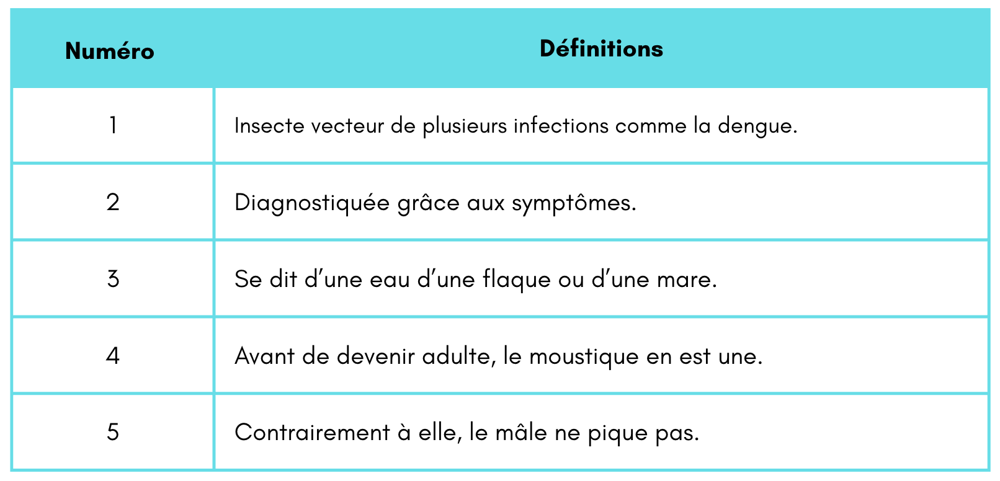 Numéro
Définitions
1
Insecte vecteur de plusieurs infections comme la dengue.
2
Diagnostiquée grâce aux symptômes.
3
Se dit d’une eau d’une flaque ou d’une mare.
4
Avant de devenir adulte, le moustique en est une.
5
Contrairement à elle, le mâle ne pique pas.